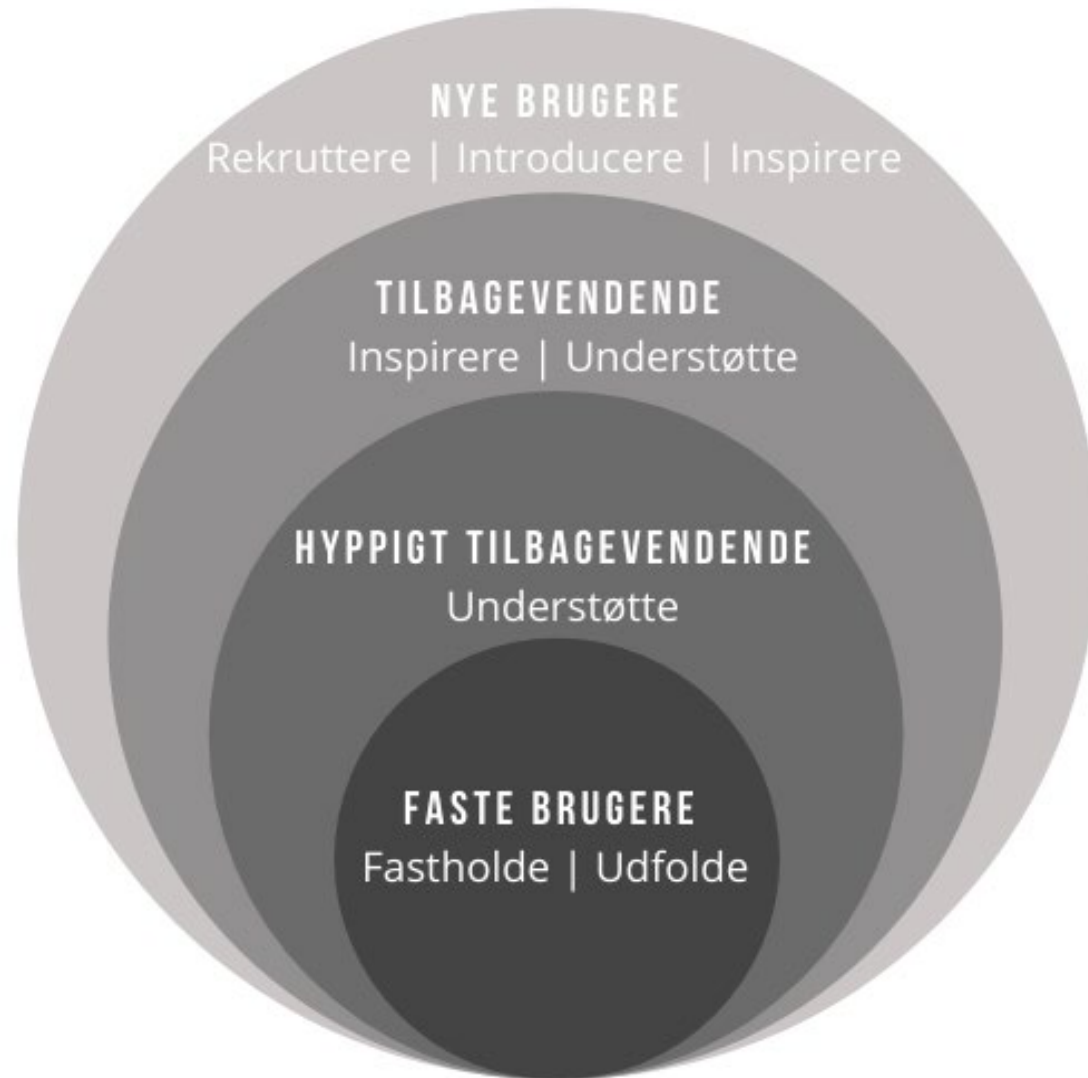 NYE BRUGERE
Rekruttere | Introducere | Inspirere
TILBAGEVENDENDE
Inspirere | Understøtte
HYPPIGT TILBAGEVENDENDE
Understøtte
FASTE BRUGERE
Fastholde | Udfolde